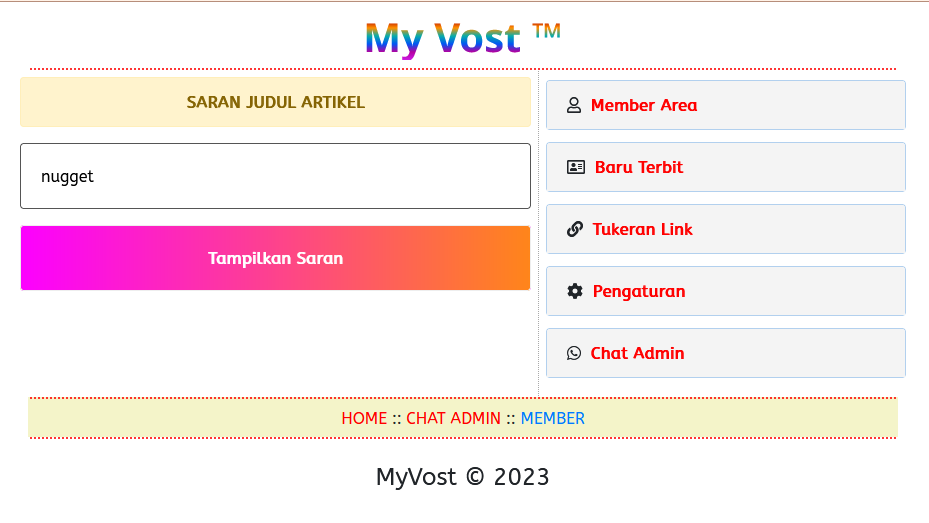 My Vost ™
SARAN JUDUL ARTIKEL
nugget
Tampilkan Saran
Member Area
Baru Terbit
Tukeran Link
Pengaturan
Chat Admin
HOME :: CHAT ADMIN :: MEMBER
MyVost © 2023